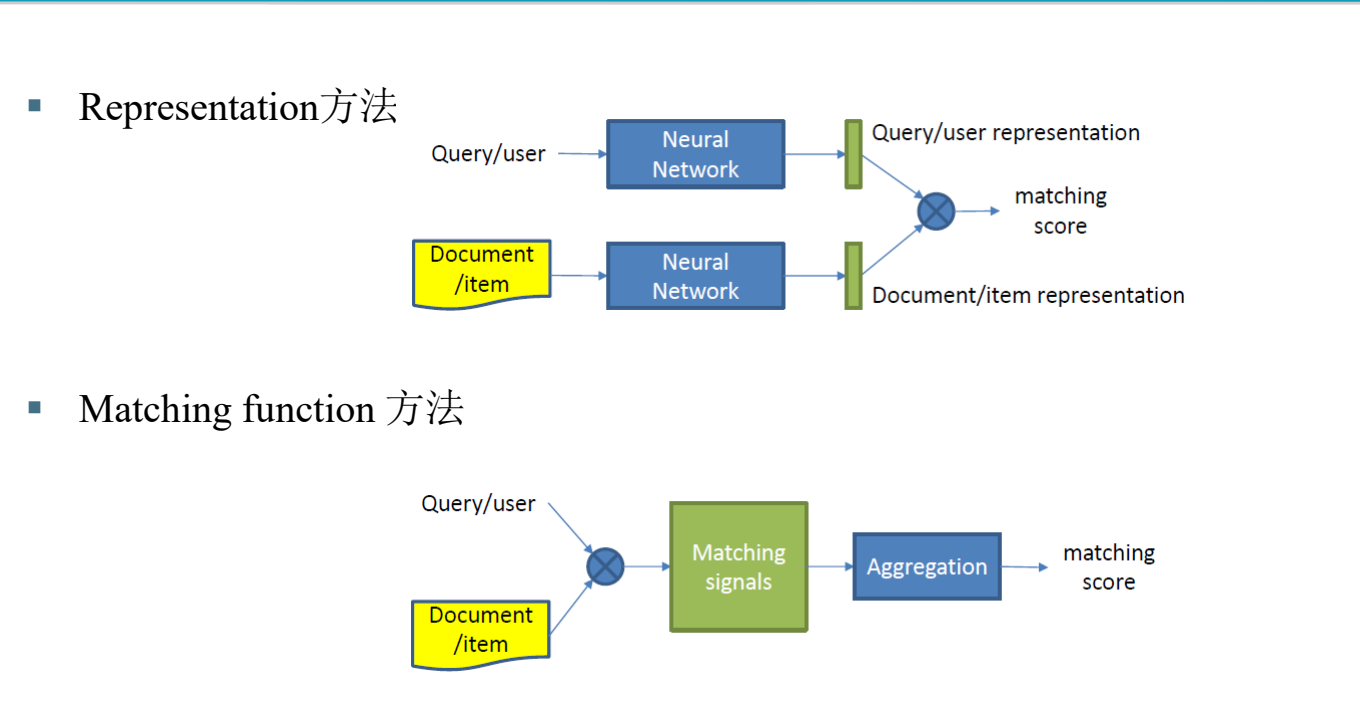 Representation方法
Query/user
Neural
Network
Query/user representation
matching
score
Document
/item
Neural
Network
Document/item representation
Matching function 方法
Query/user
Matching
signals
Aggregation
matching
score
Document
/item